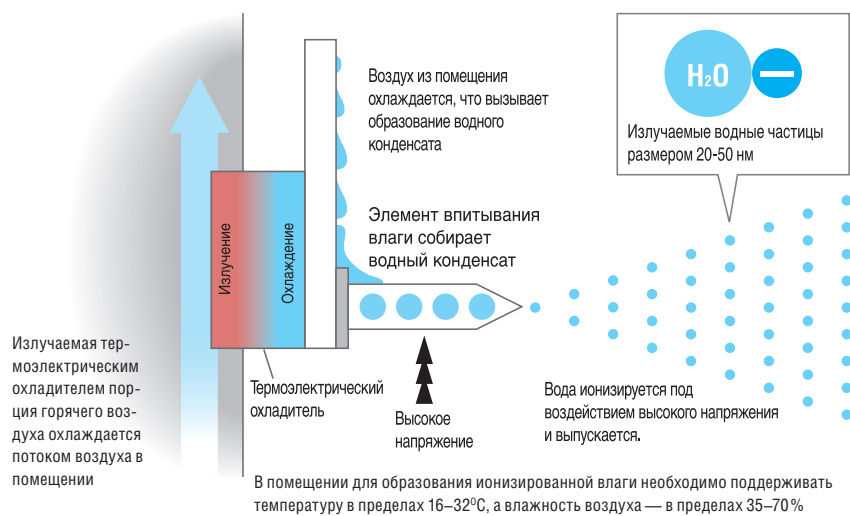 H₂O
Излучаемые водные частицы
размером 20-50 нм
Воздух из помещения
охлаждается, что вызывает
образование водного
конденсата
Элемент впитывания
влаги собирает
водный конденсат
Излучение
Охлаждение
Излучаемая тер-
моэлектрическим
охладителем пор-
ция горячего воз-
духа охлаждается
потоком воздуха в
помещении
Термоэлектрический
охладитель
Высокое
напряжение
Вода ионизируется под
воздействием высокого напряжения
и выпускается.
В помещении для образования ионизированной влаги необходимо поддерживать
температуру в пределах 16–32⁰С, а влажность воздуха — в пределах 35–70 %